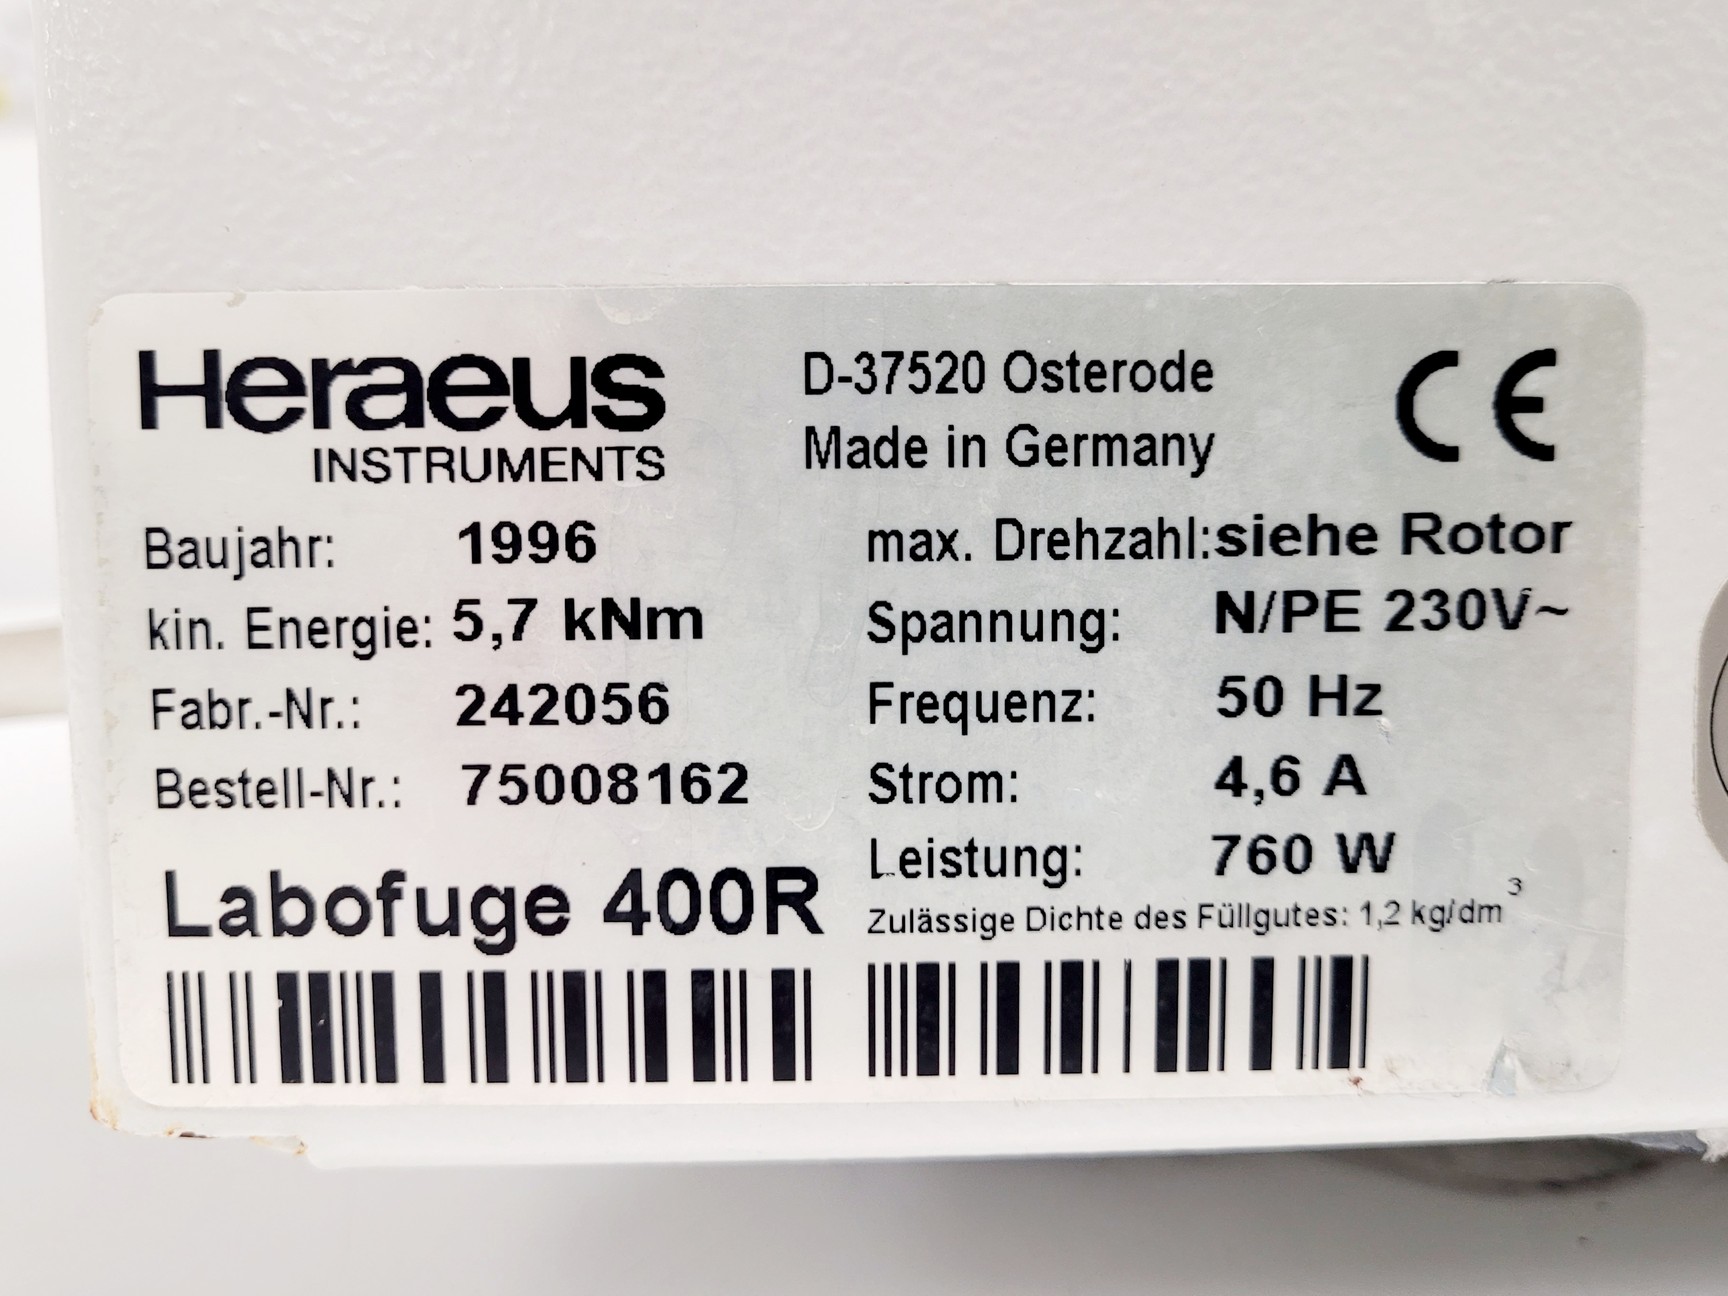 Heraeus
INSTRUMENTS
D-37520 Osterode
Made in Germany
CE
Baujahr: 1996
kin. Energie: 5,7 kNm
Fabr.-Nr.: 242056
Bestell-Nr.: 75008162
Labofuge 400R
max. Drehzahl:siehe Rotor
Spannung: N/PE 230V~
Frequenz: 50 Hz
Strom: 4,6 A
Leistung: 760 W
Zulässige Dichte des Füllgutes: 1,2 kg/dm³